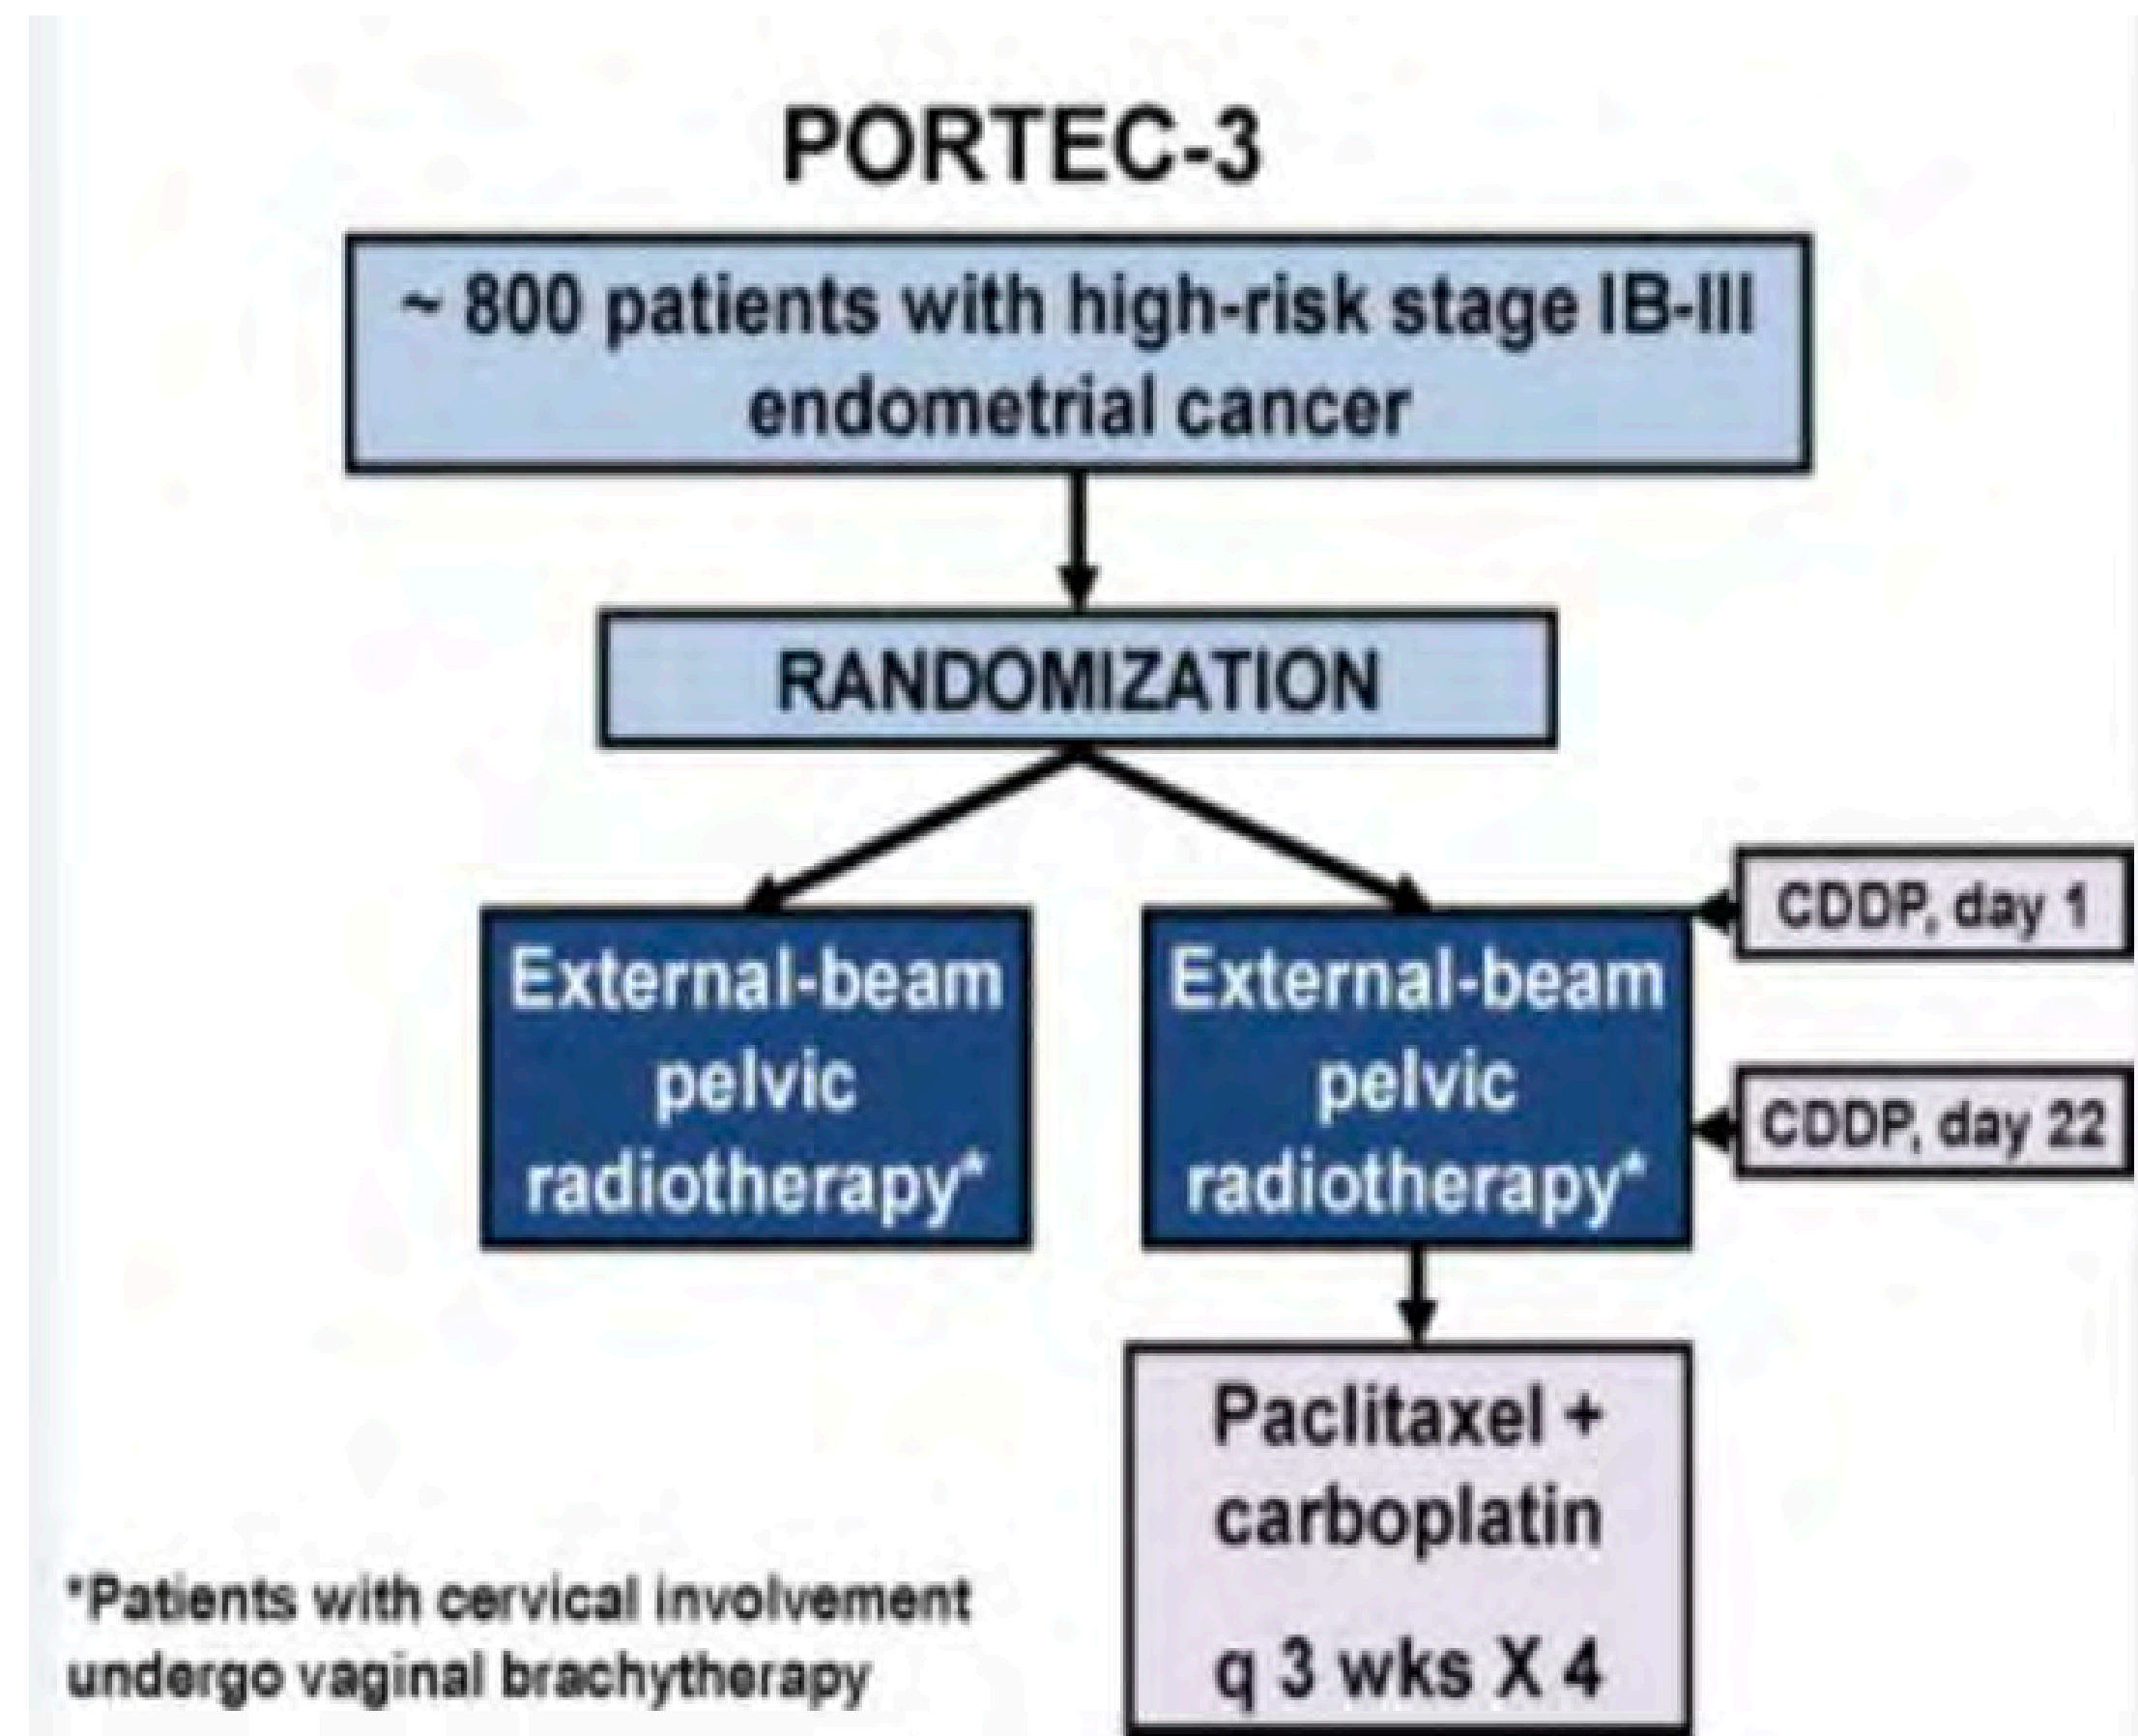 PORTEC-3
~ 800 patients with high-risk stage IB-III
endometrial cancer
RANDOMIZATION
External-beam
pelvic
radiotherapy*
External-beam
pelvic
radiotherapy*
CDDP, day 1
CDDP, day 22
Paclitaxel +
carboplatin
q 3 wks X 4
*Patients with cervical involvement
undergo vaginal brachytherapy